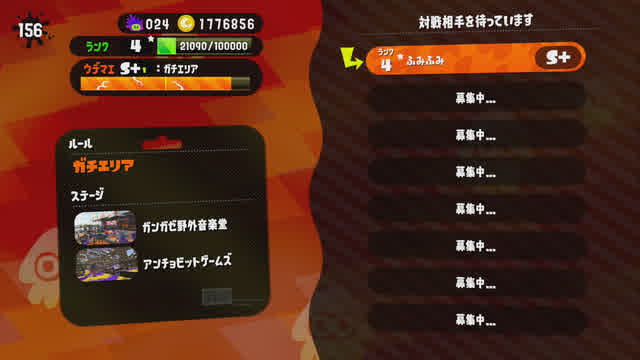 156
024
1776856
ランク 4★ 21090/100000
ウデマエ S+1 : ガチエリア
ルール
ガチエリア
ステージ
ガンガゼ野外音楽堂
アンチョビットゲームズ
対戦相手を待っています
ランク
4★ ふみふみ S+
募集中...
募集中...
募集中...
募集中...
募集中...
募集中...
募集中...